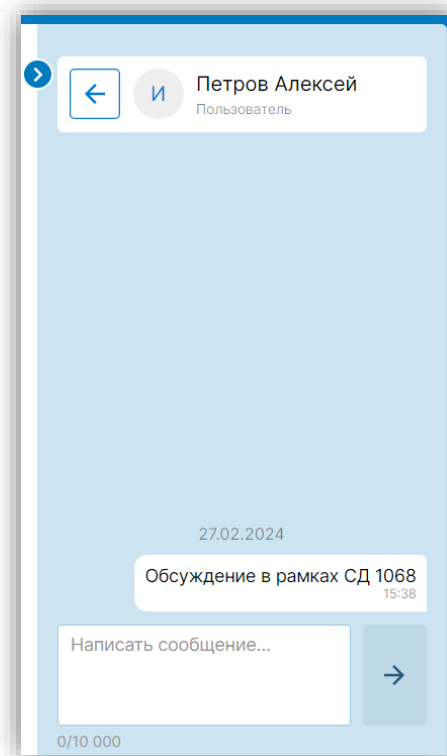 И
Петров Алексей
Пользователь
27.02.2024
Обсуждение в рамках СД 1068
15:38
Написать сообщение...
0/10 000